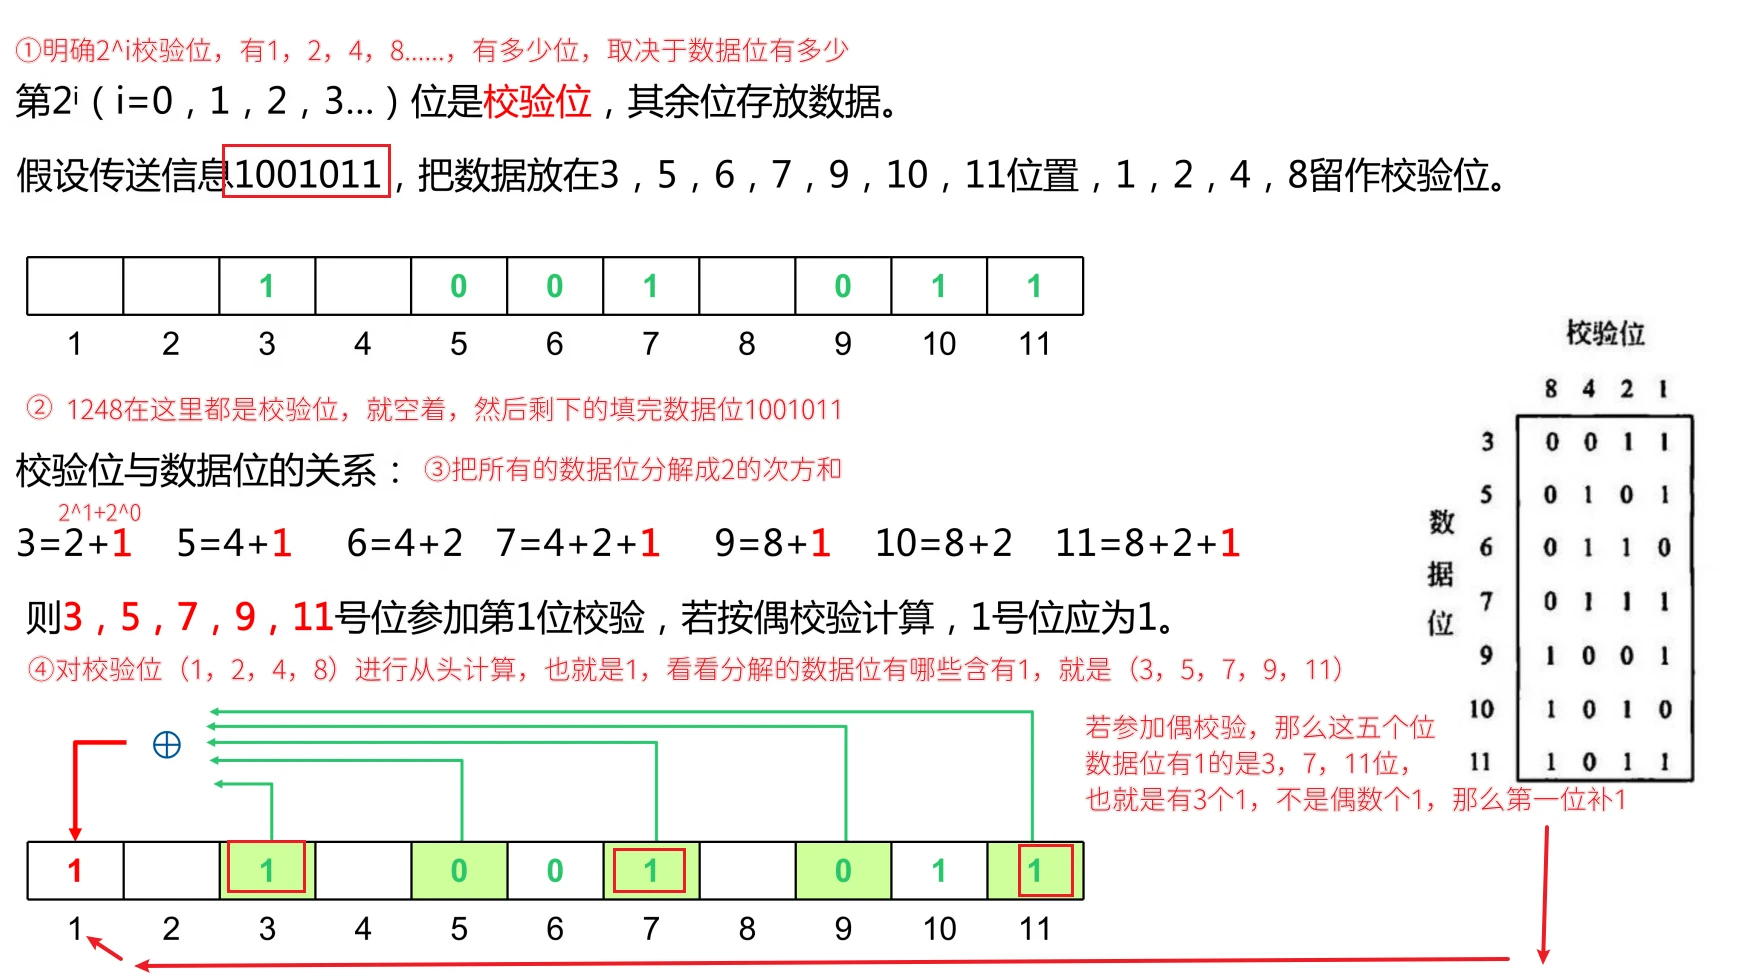 ①明确2^i校验位，有1，2，4，8......，有多少位，取决于数据位有多少
第2ⁱ（i=0，1，2，3...）位是校验位，其余位存放数据。
假设传送信息1001011，把数据放在3，5，6，7，9，10，11位置，1，2，4，8留作校验位。
1 0 0 1 0 1 1
1 2 3 4 5 6 7 8 9 10 11
② 1248在这里都是校验位，就空着，然后剩下的填完数据位1001011
校验位与数据位的关系：
③把所有的数据位分解成2的次方和
2^1+2^0
3=2+1 5=4+1 6=4+2 7=4+2+1 9=8+1 10=8+2 11=8+2+1
则3，5，7，9，11号位参加第1位校验，若按偶校验计算，1号位应为1。
④对校验位（1，2，4，8）进行从头计算，也就是1，看看分解的数据位有哪些含有1，就是（3，5，7，9，11）
校验位
8 4 2 1
数据位
3 0 0 1 1
5 0 1 0 1
6 0 1 1 0
7 0 1 1 1
9 1 0 0 1
10 1 0 1 0
11 1 0 1 1
若参加偶校验，那么这五个位
数据位有1的是3，7，11位，
也就是有3个1，不是偶数个1，那么第一位补1
1 1 0 0 1 0 1 1
1 2 3 4 5 6 7 8 9 10 11